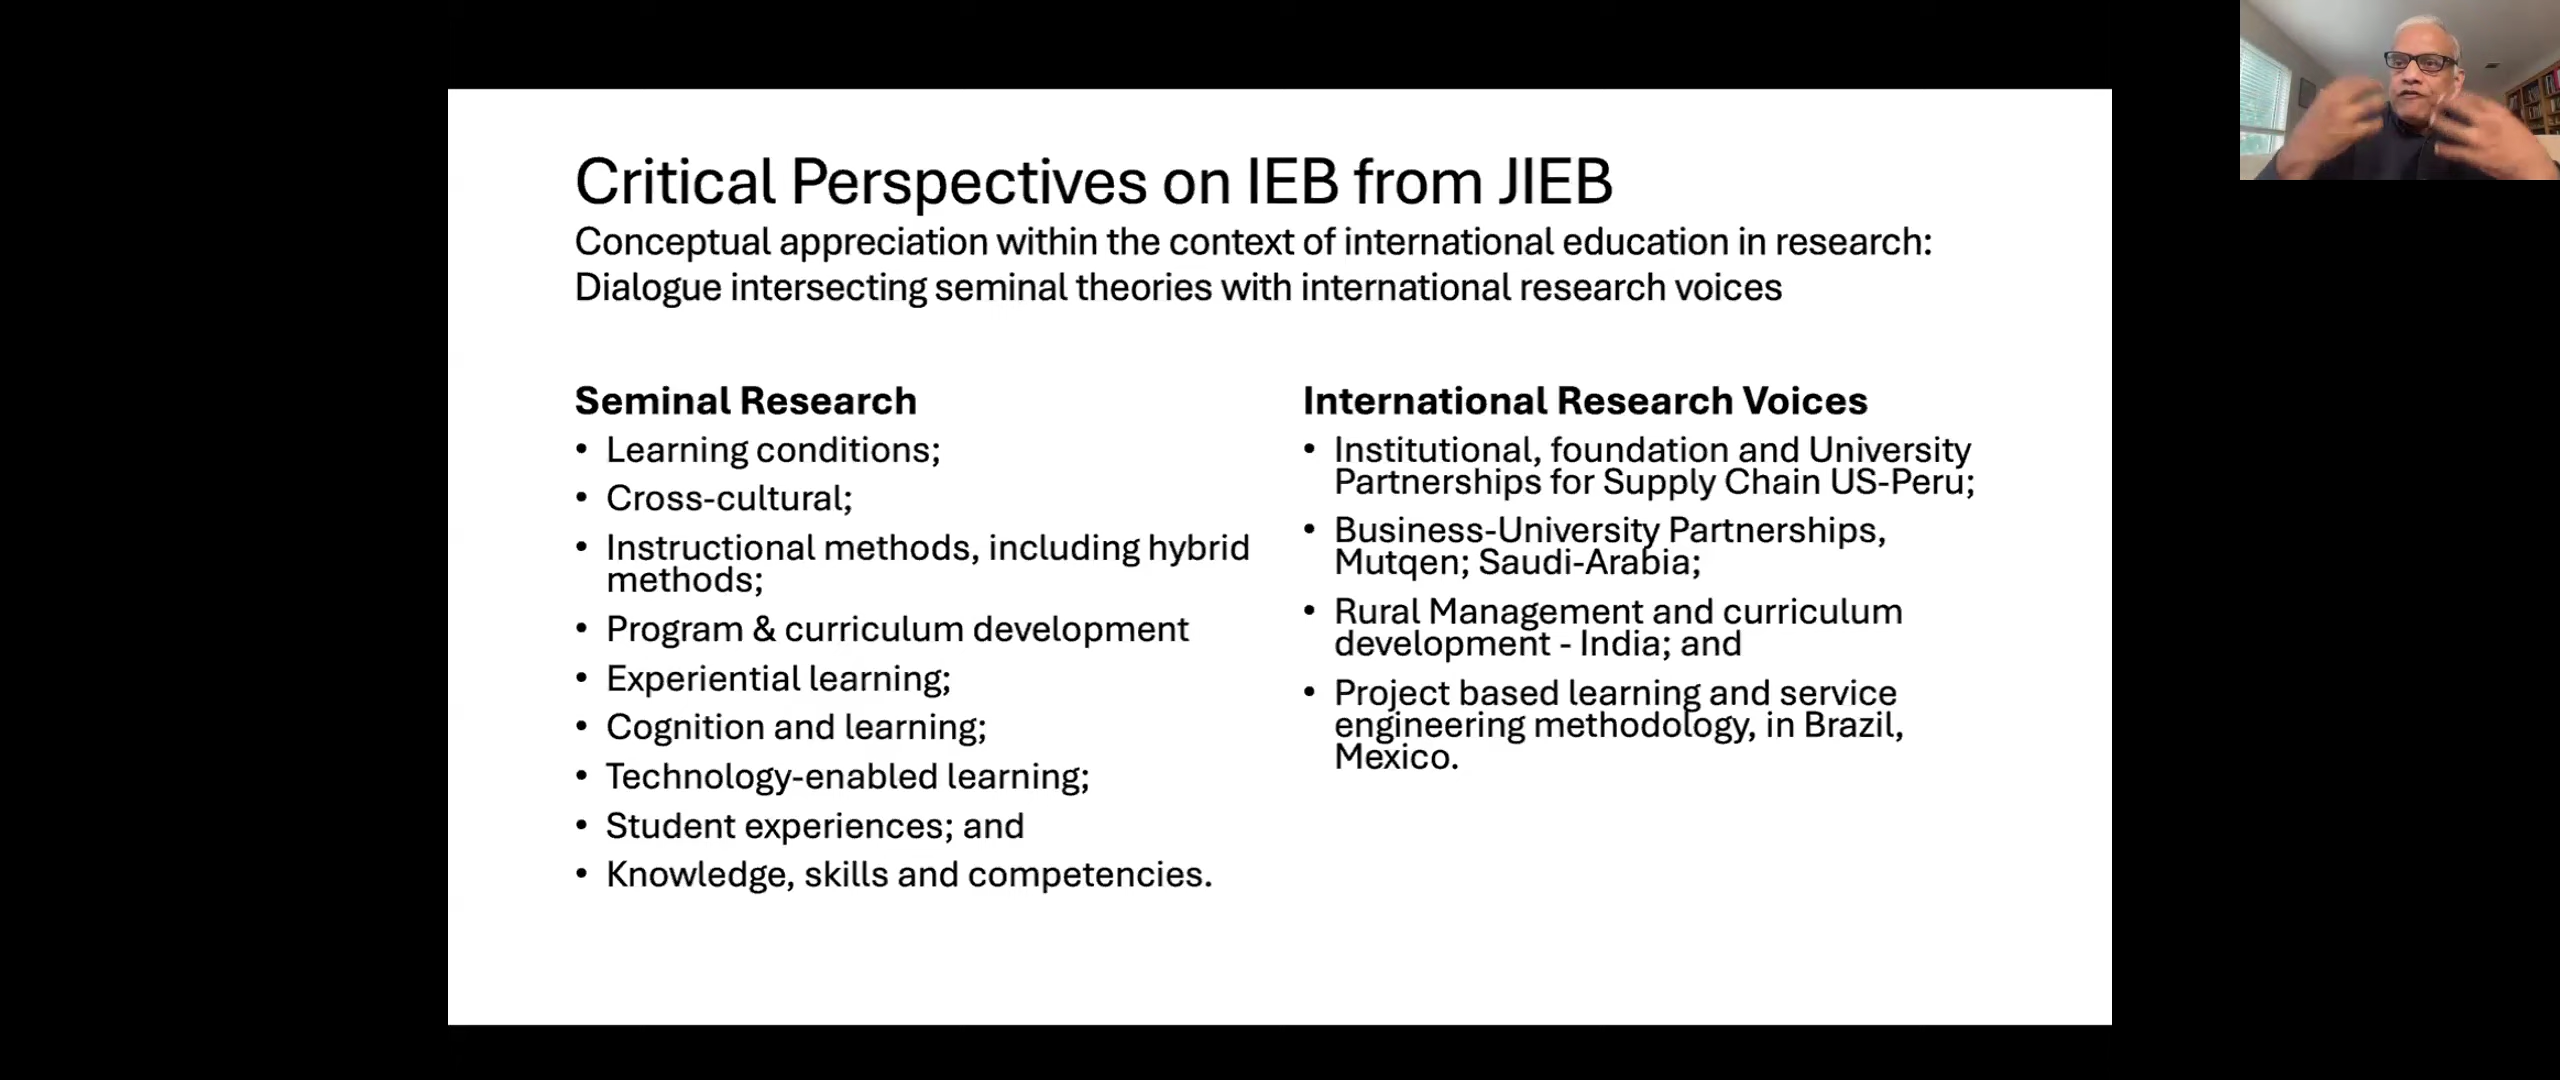 Critical Perspectives on IEB from JIEB
Conceptual appreciation within the context of international education in research:
Dialogue intersecting seminal theories with international research voices
Seminal Research
• Learning conditions;
• Cross-cultural;
• Instructional methods, including hybrid
methods;
• Program & curriculum development
• Experiential learning;
• Cognition and learning;
• Technology-enabled learning;
• Student experiences; and
• Knowledge, skills and competencies.
International Research Voices
• Institutional, foundation and University
Partnerships for Supply Chain US-Peru;
• Business-University Partnerships,
Mutqen; Saudi-Arabia;
• Rural Management and curriculum
development - India; and
• Project based learning and service
engineering methodology, in Brazil,
Mexico.